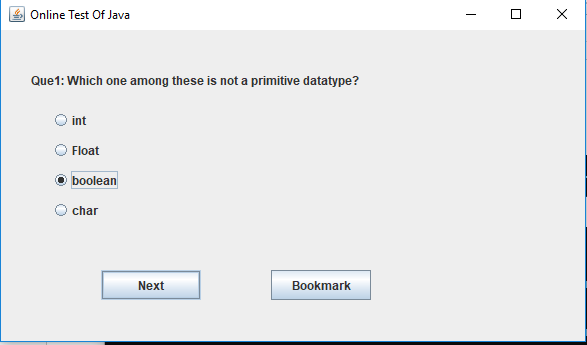 Online Test Of Java
Que1: Which one among these is not a primitive datatype?
int
Float
boolean
char
Next Bookmark